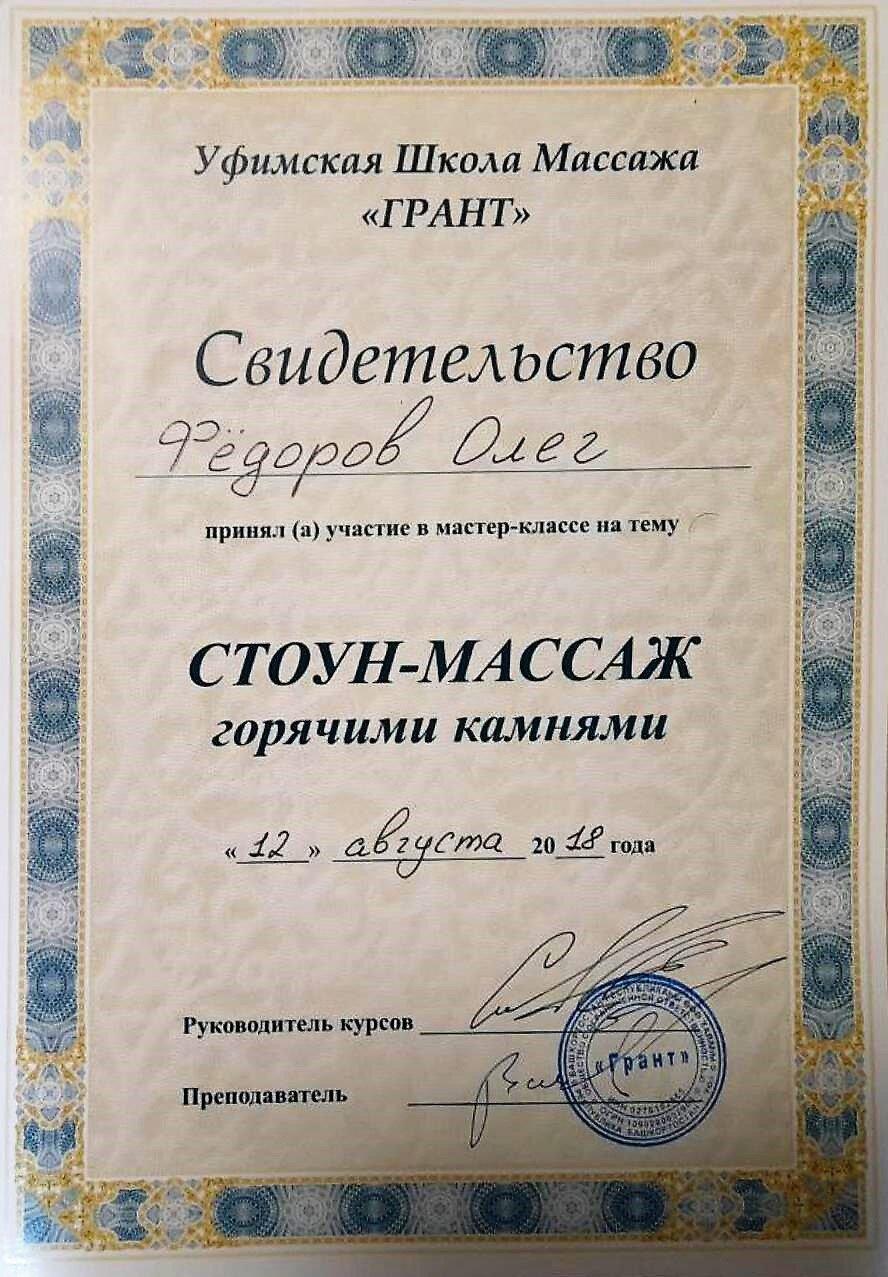 Уфимская Школа Массажа
«ГРАНТ»
Свидетельство
Фёдоров Олег
принял (а) участие в мастер-классе на тему
СТОУН-МАССАЖ
горячими камнями
«12» августа 2018 года
Руководитель курсов
Преподаватель
«Грант»